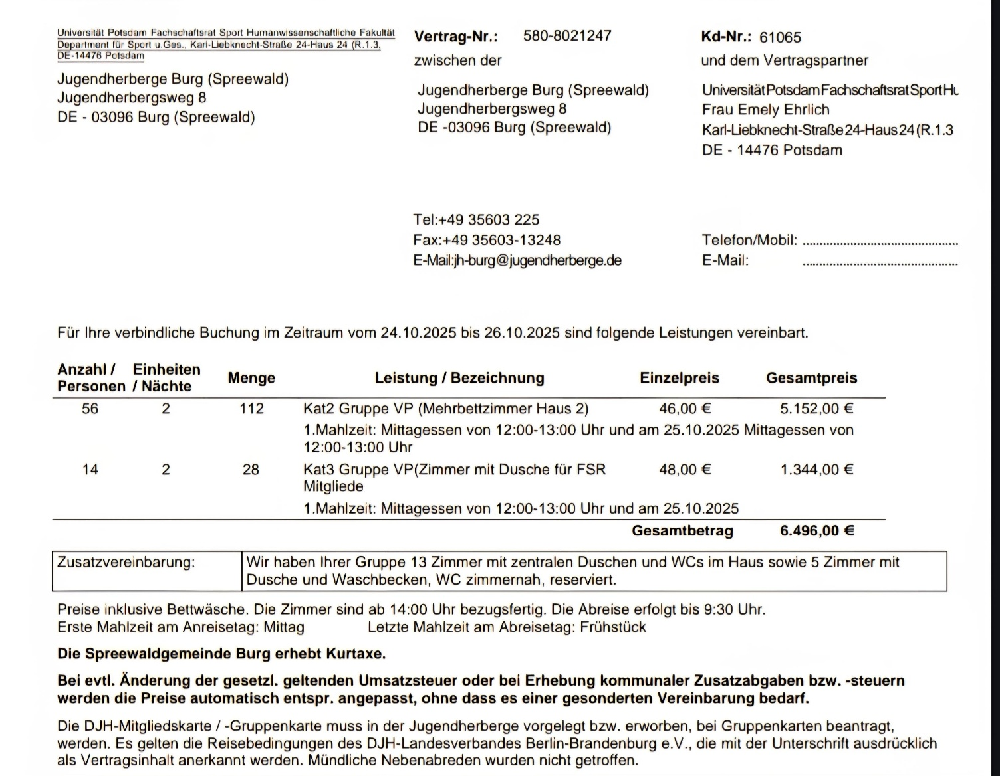 Universität Potsdam Fachschaftsrat Sport Humanwissenschaftliche Fakultät
Department für Sport u.Ges., Karl-Liebknecht-Straße 24-Haus 24 (R.1.3,
DE-14476 Potsdam
Jugendherberge Burg (Spreewald)
Jugendherbergsweg 8
DE - 03096 Burg (Spreewald)
Vertrag-Nr.: 580-8021247
zwischen der
Jugendherberge Burg (Spreewald)
Jugendherbergsweg 8
DE -03096 Burg (Spreewald)
Tel:+49 35603 225
Fax:+49 35603-13248
E-Mail:jh-burg@jugendherberge.de
Kd-Nr.: 61065
und dem Vertragspartner
Universität Potsdam Fachschaftsrat Sport Hu
Frau Emely Ehrlich
Karl-Liebknecht-Straße 24-Haus 24 (R.1.3
DE - 14476 Potsdam
Telefon/Mobil: ........................................
E-Mail: ........................................
Für Ihre verbindliche Buchung im Zeitraum vom 24.10.2025 bis 26.10.2025 sind folgende Leistungen vereinbart.
Anzahl / Personen Einheiten / Nächte Menge Leistung / Bezeichnung Einzelpreis Gesamtpreis
56 2 112 Kat2 Gruppe VP (Mehrbettzimmer Haus 2) 46,00 € 5.152,00 €
1.Mahlzeit: Mittagessen von 12:00-13:00 Uhr und am 25.10.2025 Mittagessen von
12:00-13:00 Uhr
14 2 28 Kat3 Gruppe VP(Zimmer mit Dusche für FSR 48,00 € 1.344,00 €
Mitgliede
1.Mahlzeit: Mittagessen von 12:00-13:00 Uhr und am 25.10.2025
Gesamtbetrag 6.496,00 €
Zusatzvereinbarung: Wir haben Ihrer Gruppe 13 Zimmer mit zentralen Duschen und WCs im Haus sowie 5 Zimmer mit
Dusche und Waschbecken, WC zimmernah, reserviert.
Preise inklusive Bettwäsche. Die Zimmer sind ab 14:00 Uhr bezugsfertig. Die Abreise erfolgt bis 9:30 Uhr.
Erste Mahlzeit am Anreisetag: Mittag Letzte Mahlzeit am Abreisetag: Frühstück
Die Spreewaldgemeinde Burg erhebt Kurtaxe.
Bei evtl. Änderung der gesetzl. geltenden Umsatzsteuer oder bei Erhebung kommunaler Zusatzabgaben bzw. -steuern
werden die Preise automatisch entspr. angepasst, ohne dass es einer gesonderten Vereinbarung bedarf.
Die DJH-Mitgliedskarte / -Gruppenkarte muss in der Jugendherberge vorgelegt bzw. erworben, bei Gruppenkarten beantragt,
werden. Es gelten die Reisebedingungen des DJH-Landesverbandes Berlin-Brandenburg e.V., die mit der Unterschrift ausdrücklich
als Vertragsinhalt anerkannt werden. Mündliche Nebenabreden wurden nicht getroffen.